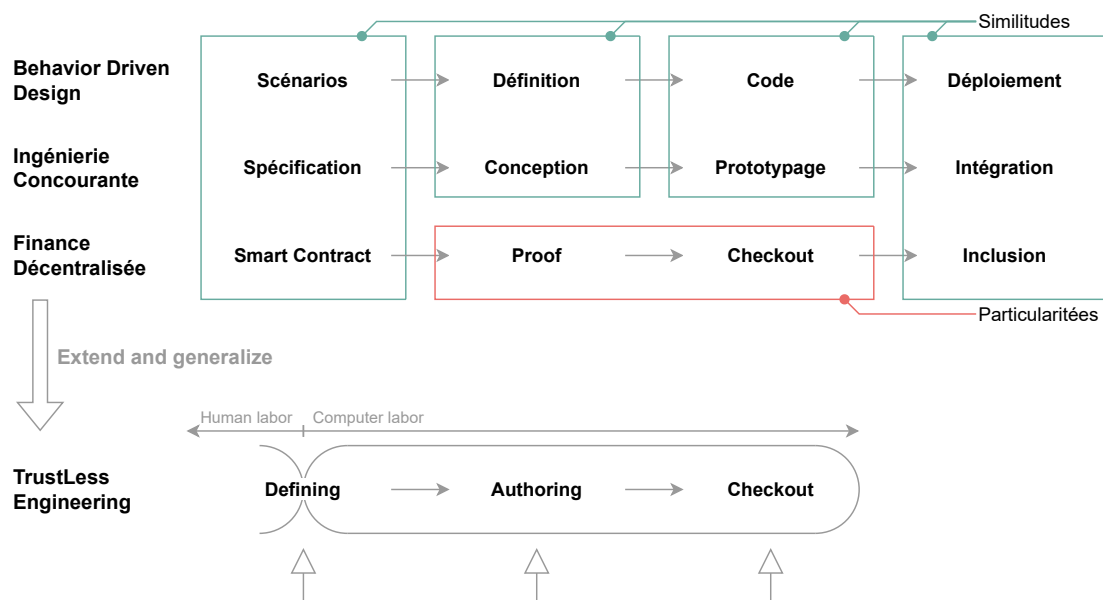 Similitudes
Behavior Driven
Design
Scénarios
Définition
Code
Déploiement
Ingénierie
Concourante
Spécification
Conception
Prototypage
Intégration
Finance
Décentralisée
Smart Contract
Proof
Checkout
Inclusion
Particularitées
Extend and generalize
Human labor
Computer labor
TrustLess
Engineering
Defining
Authoring
Checkout